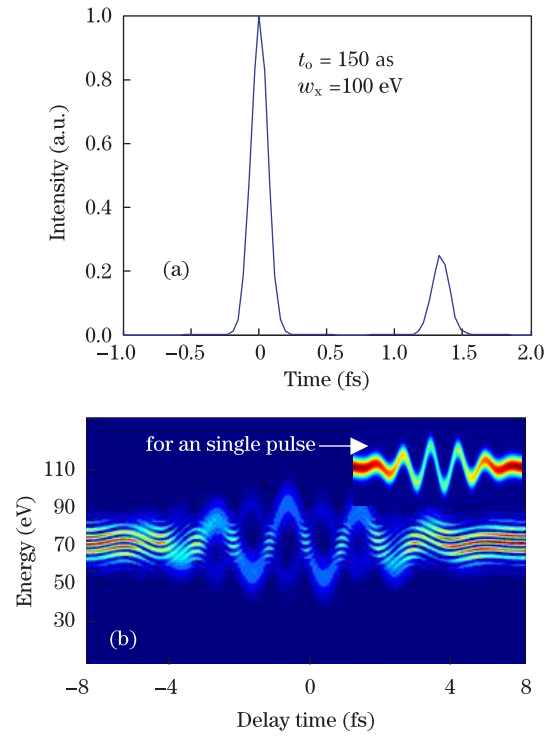 1.0
0.8
0.6
0.4
0.2
0.0
Intensity (a.u.)
t₀ = 150 as
wₓ =100 eV
(a)
−1.0 −0.5 0 0.5 1.0 1.5 2.0
Time (fs)
for an single pulse
110
90
70
50
30
Energy (eV)
(b)
−8 −4 0 4 8
Delay time (fs)